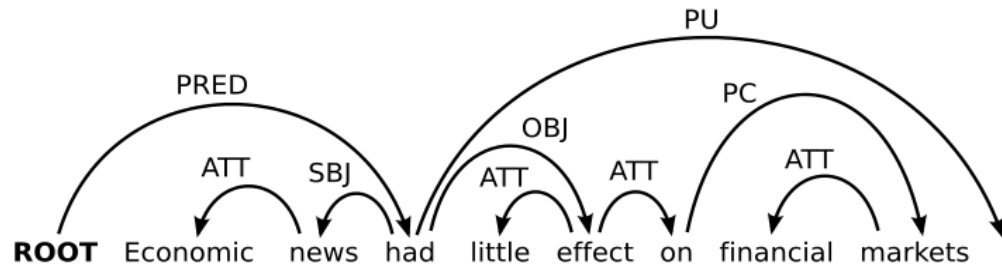 PU
PRED
PC
OBJ
ATT SBJ ATT ATT ATT
ROOT Economic news had little effect on financial markets